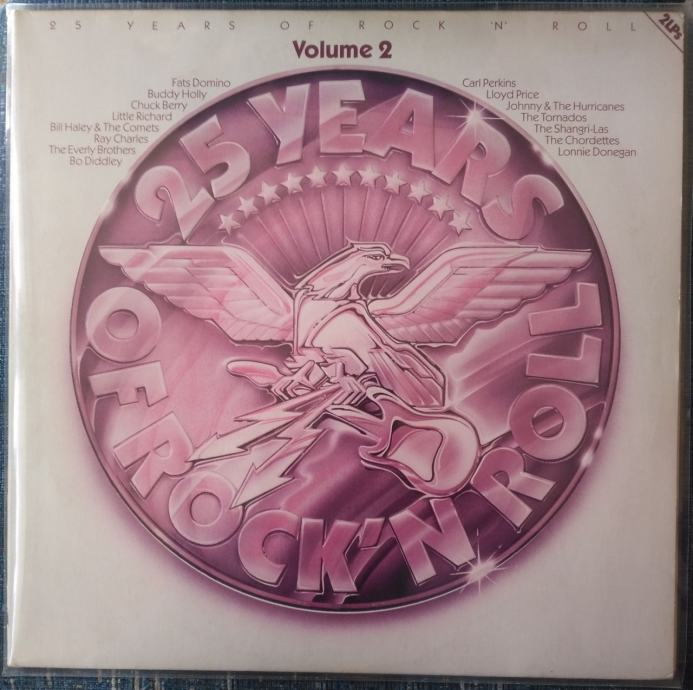 25 YEARS OF ROCK 'N' ROLL
2LPs
Volume 2
Fats Domino
Buddy Holly
Chuck Berry
Little Richard
Bill Haley & The Comets
Ray Charles
The Everly Brothers
Bo Diddley
Carl Perkins
Lloyd Price
Johnny & The Hurricanes
The Tornados
The Shangri-Las
The Chordettes
Lonnie Donegan
25 YEARS
OF ROCK 'N ROLL